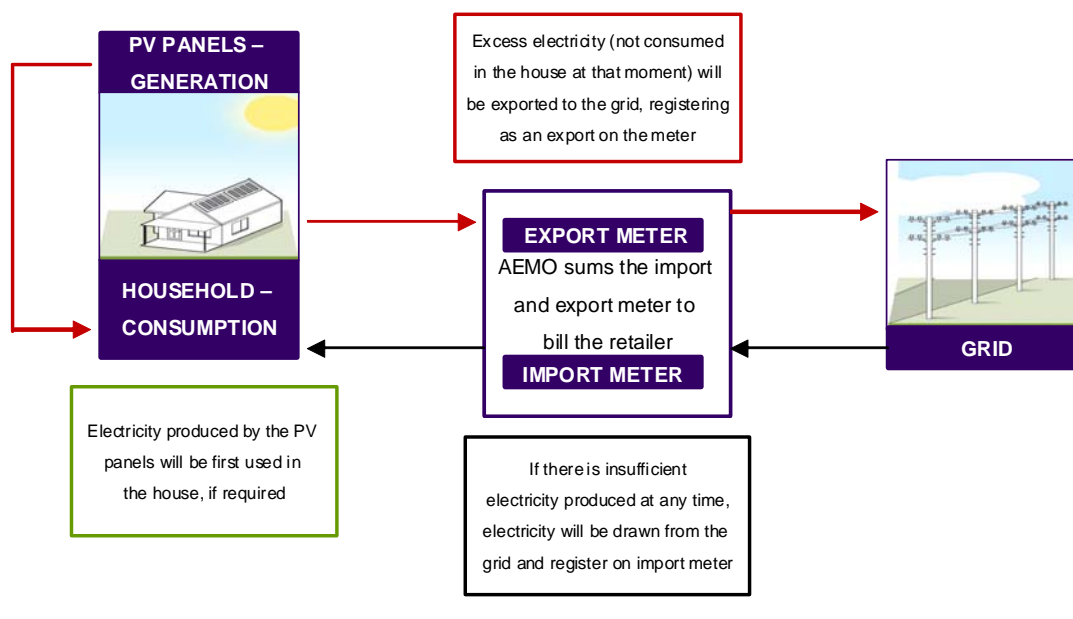 PV PANELS –
GENERATION
HOUSEHOLD –
CONSUMPTION
Electricity produced by the PV
panels will be first used in
the house, if required
Excess electricity (not consumed
in the house at that moment) will
be exported to the grid, registering
as an export on the meter
EXPORT METER
AEMO sums the import
and export meter to
bill the retailer
IMPORT METER
If there is insufficient
electricity produced at any time,
electricity will be drawn from the
grid and register on import meter
GRID